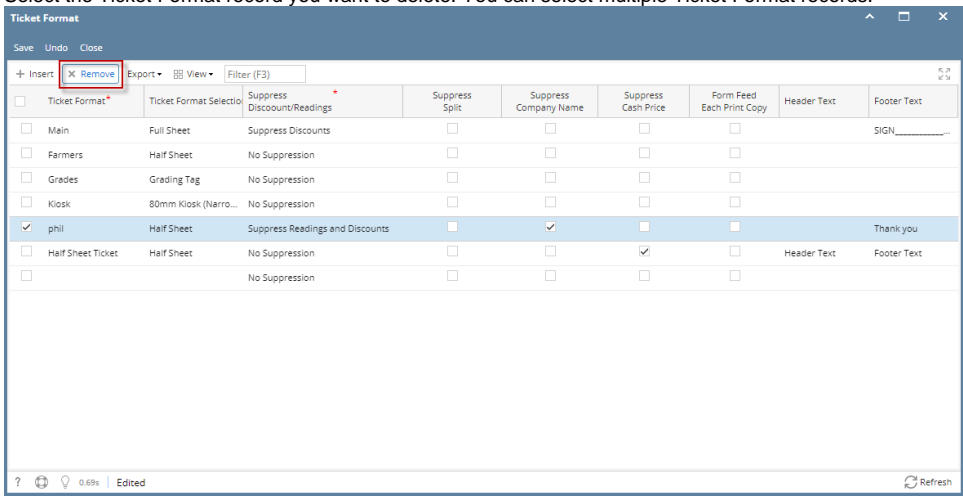 Select the Ticket Format record you want to delete. You can select multiple Ticket Format records.
Ticket Format
Save Undo Close
+ Insert × Remove Export View Filter (F3)
Ticket Format* Ticket Format Selectio Suppress Discoount/Readings * Suppress Split Suppress Company Name Suppress Cash Price Form Feed Each Print Copy Header Text Footer Text
Main Full Sheet Suppress Discounts SIGN___________...
Farmers Half Sheet No Suppression
Grades Grading Tag No Suppression
Kiosk 80mm Kiosk (Narro... No Suppression
phil Half Sheet Suppress Readings and Discounts Thank you
Half Sheet Ticket Half Sheet No Suppression Header Text Footer Text
No Suppression
? 0.69s Edited Refresh